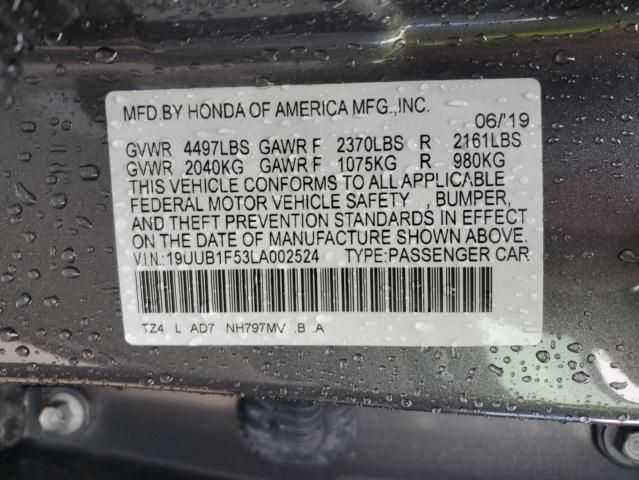 MFD.BY HONDA OF AMERICA MFG.,INC.
06/'19
GVWR 4497LBS GAWR F 2370LBS R 2161LBS
GVWR 2040KG GAWR F 1075KG R 980KG
THIS VEHICLE CONFORMS TO ALL APPLICABLE
FEDERAL MOTOR VEHICLE SAFETY , BUMPER,
AND THEFT PREVENTION STANDARDS IN EFFECT
ON THE DATE OF MANUFACTURE SHOWN ABOVE.
V.I.N.:19UUB1F53LA002524 TYPE:PASSENGER CAR
TZ4 L AD7 NH797MV .B .A